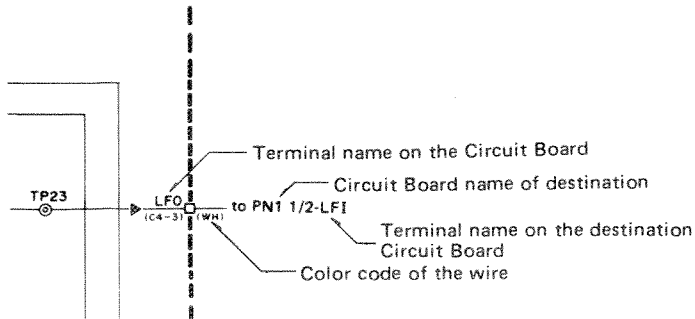 Terminal name on the Circuit Board
Circuit Board name of destination
TP23
LFO
(C4-3)
(WH)
to PN1 1/2-LFI
Terminal name on the destination
Circuit Board
Color code of the wire